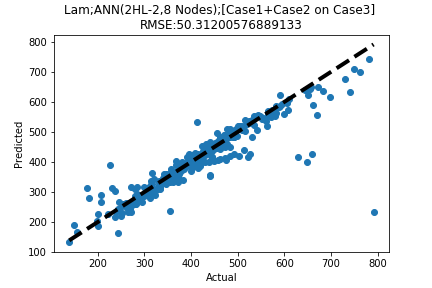 Lam;ANN(2HL-2,8 Nodes);[Case1+Case2 on Case3]
RMSE:50.31200576889133
800
700
600
500
400
300
200
100
Predicted
200 300 400 500 600 700 800
Actual